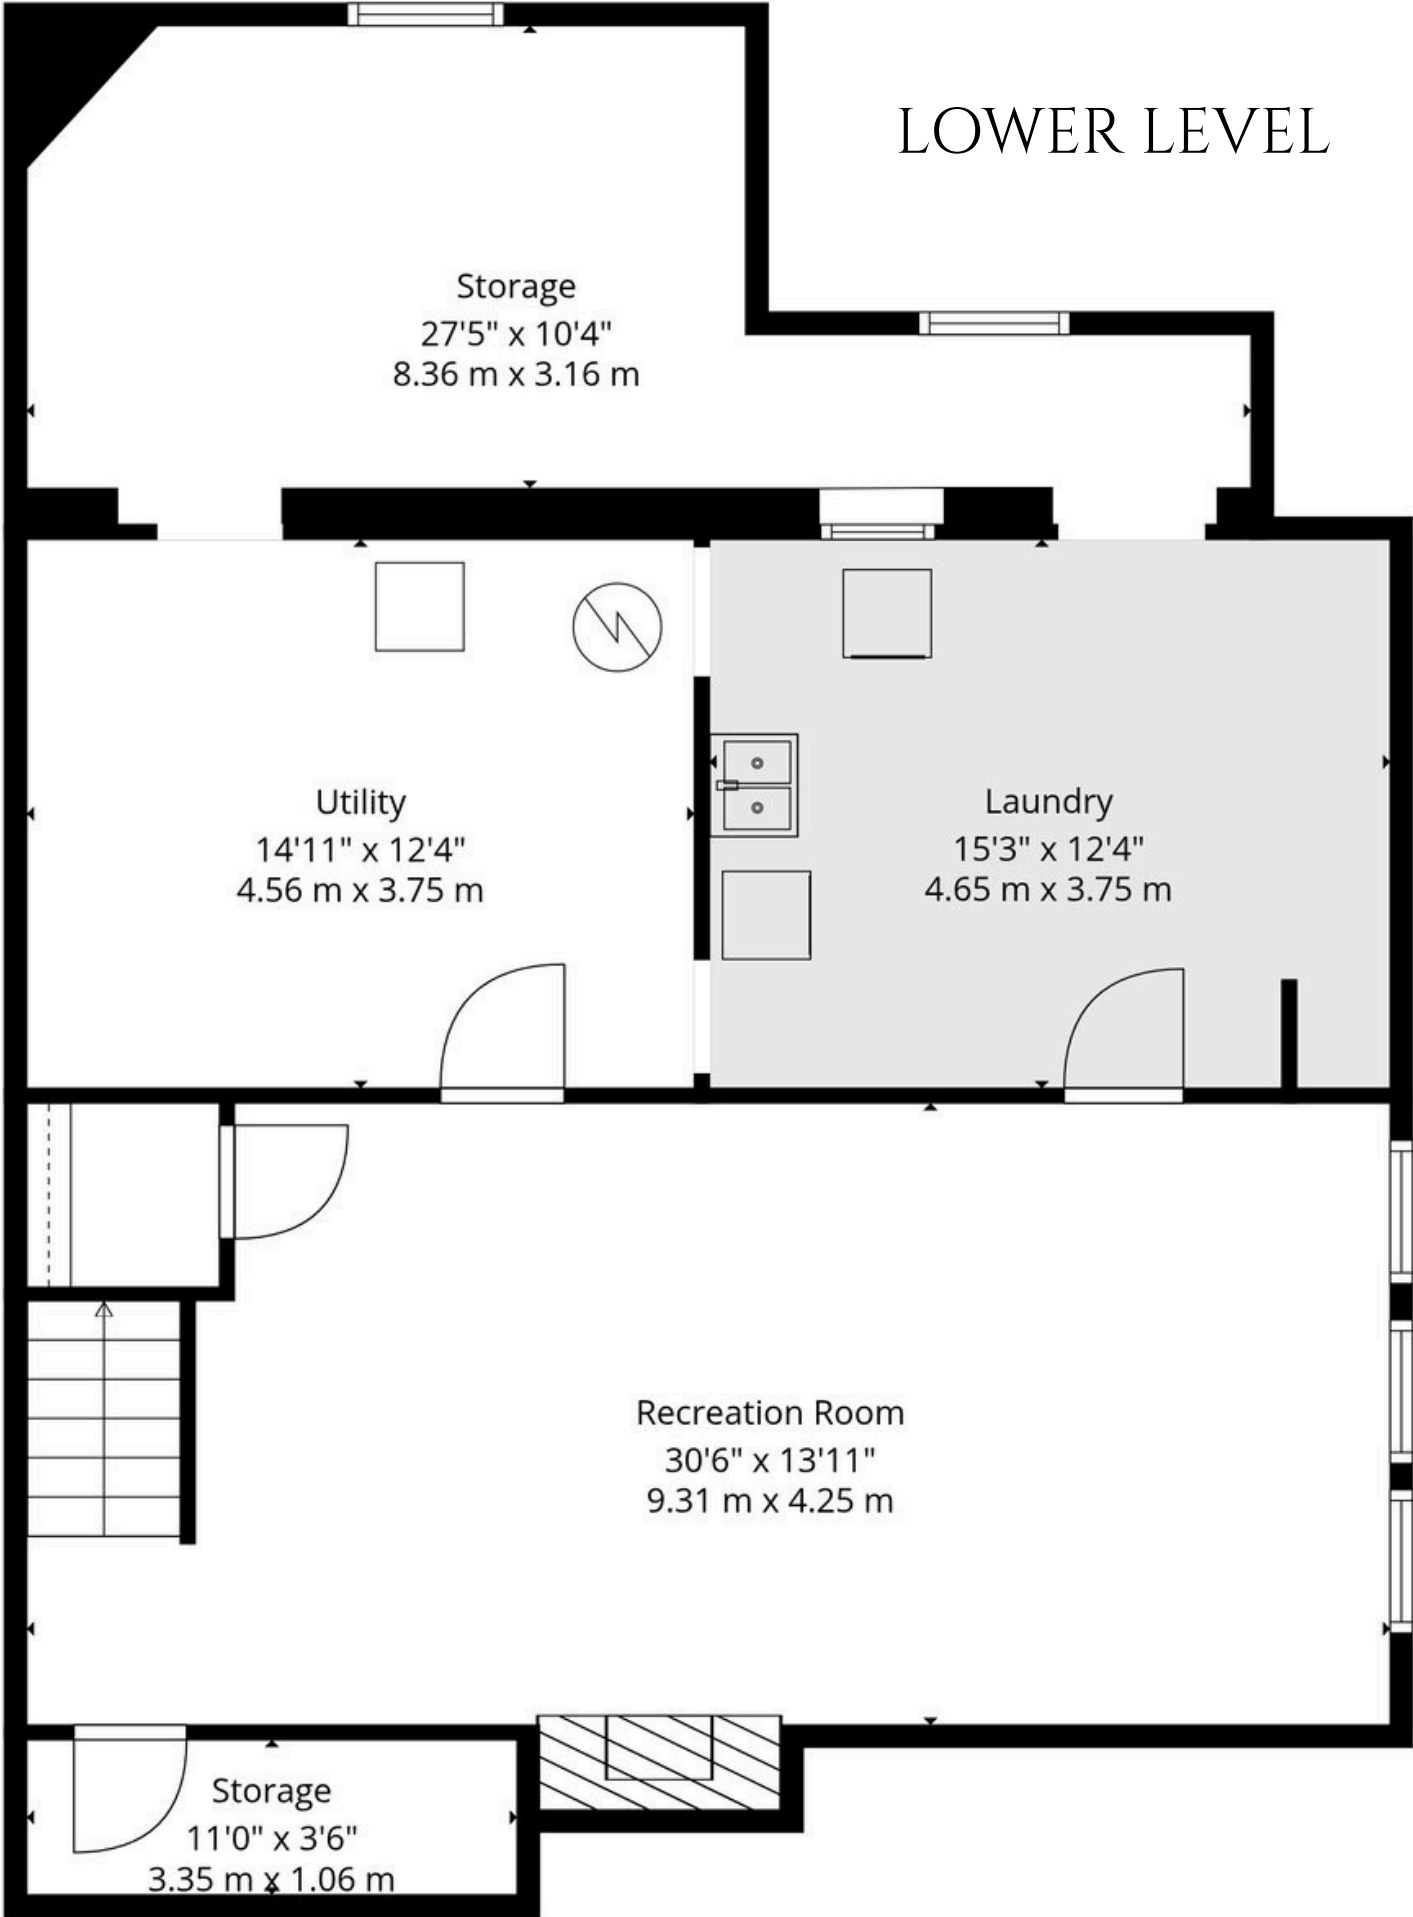 LOWER LEVEL
Storage
27'5" x 10'4"
8.36 m x 3.16 m
Utility
14'11" x 12'4"
4.56 m x 3.75 m
Laundry
15'3" x 12'4"
4.65 m x 3.75 m
Recreation Room
30'6" x 13'11"
9.31 m x 4.25 m
Storage
11'0" x 3'6"
3.35 m x 1.06 m